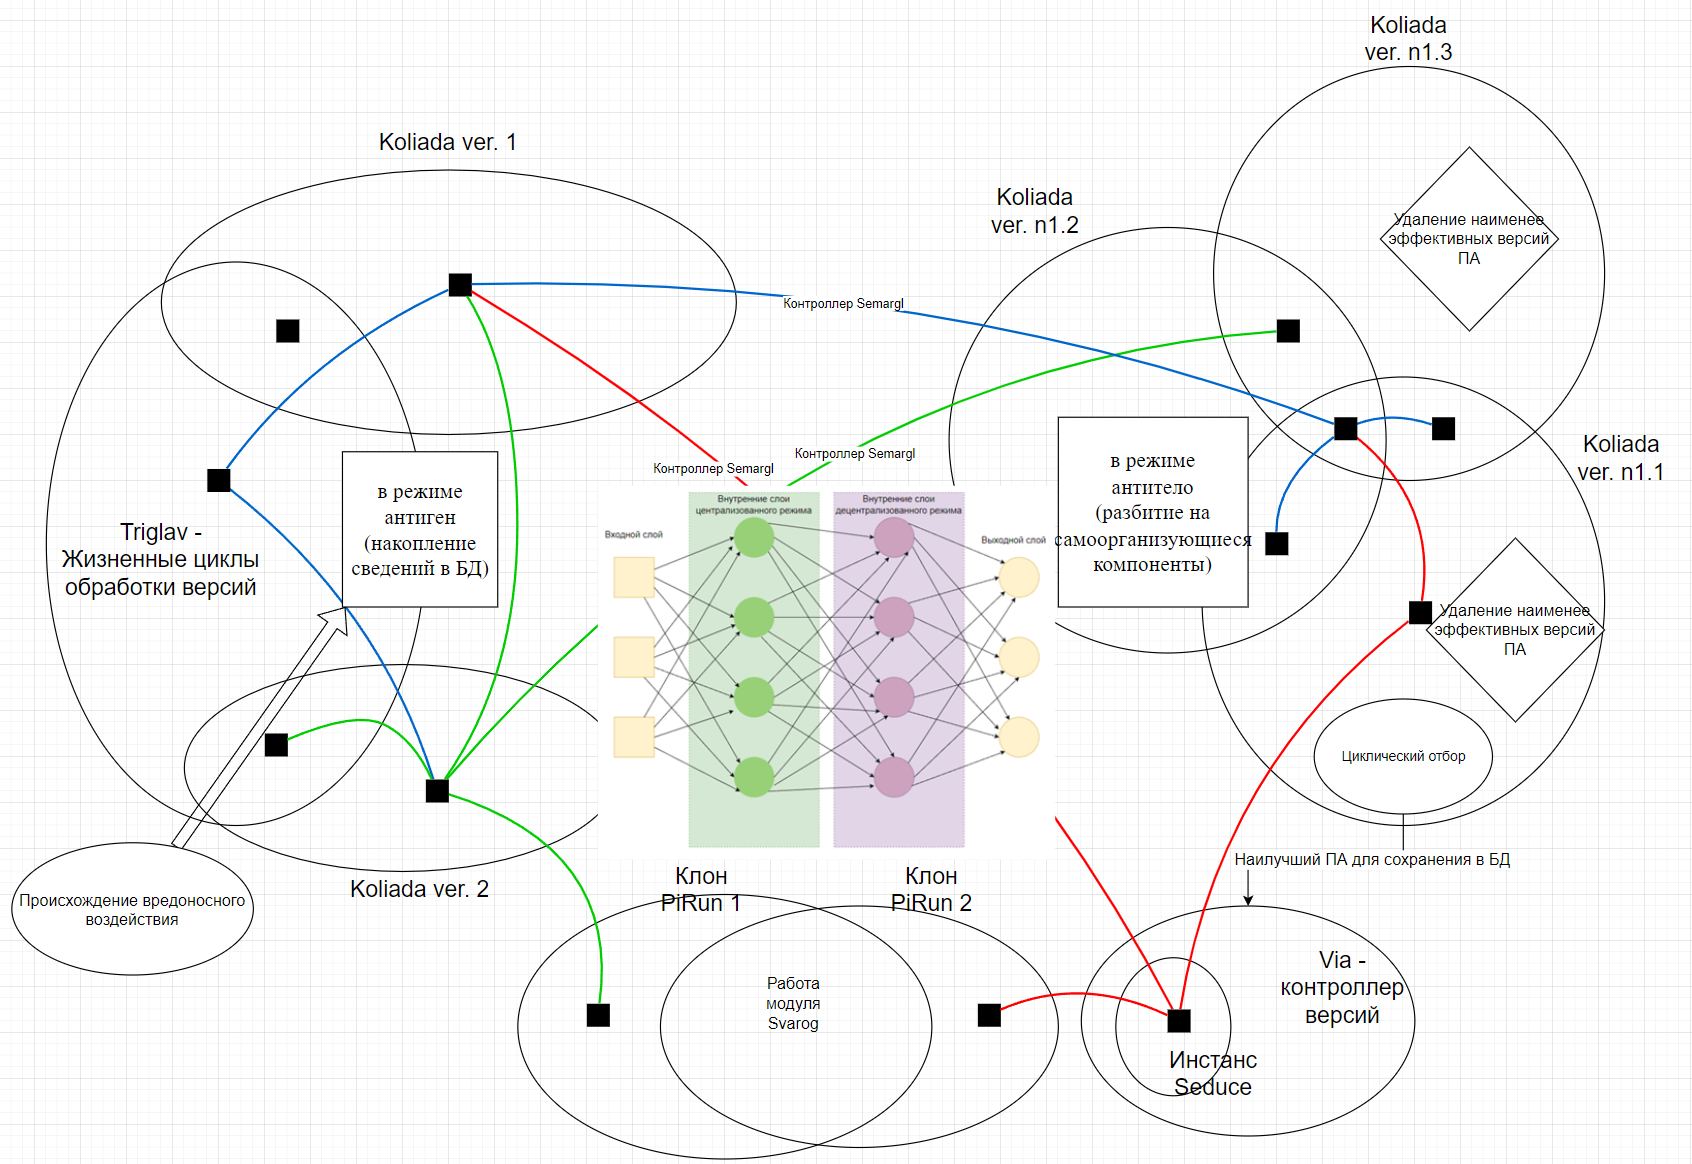 Koliada
ver. n1.3
Koliada ver. 1
Koliada
ver. n1.2
Удаление наименее
эффективных версий
ПА
Контроллер Semargl
Контроллер Semargl
Контроллер Semargl
Koliada
ver. n1.1
в режиме
антиген
(накопление
сведений в БД)
в режиме
антитело
(разбитие на
самоорганизующиеся
компоненты)
Triglav -
Жизненные циклы
обработки версий
Внутренние слои
централизованного режима
Внутренние слои
децентрализованного режима
Входной слой
Выходной слой
Удаление наименее
эффективных версий
ПА
Циклический отбор
Наилучший ПА для сохранения в БД
Koliada ver. 2
Происхождение вредоносного
воздействия
Клон
PiRun 1
Клон
PiRun 2
Работа
модуля
Svarog
Via -
контроллер
версий
Инстанс
Seduce